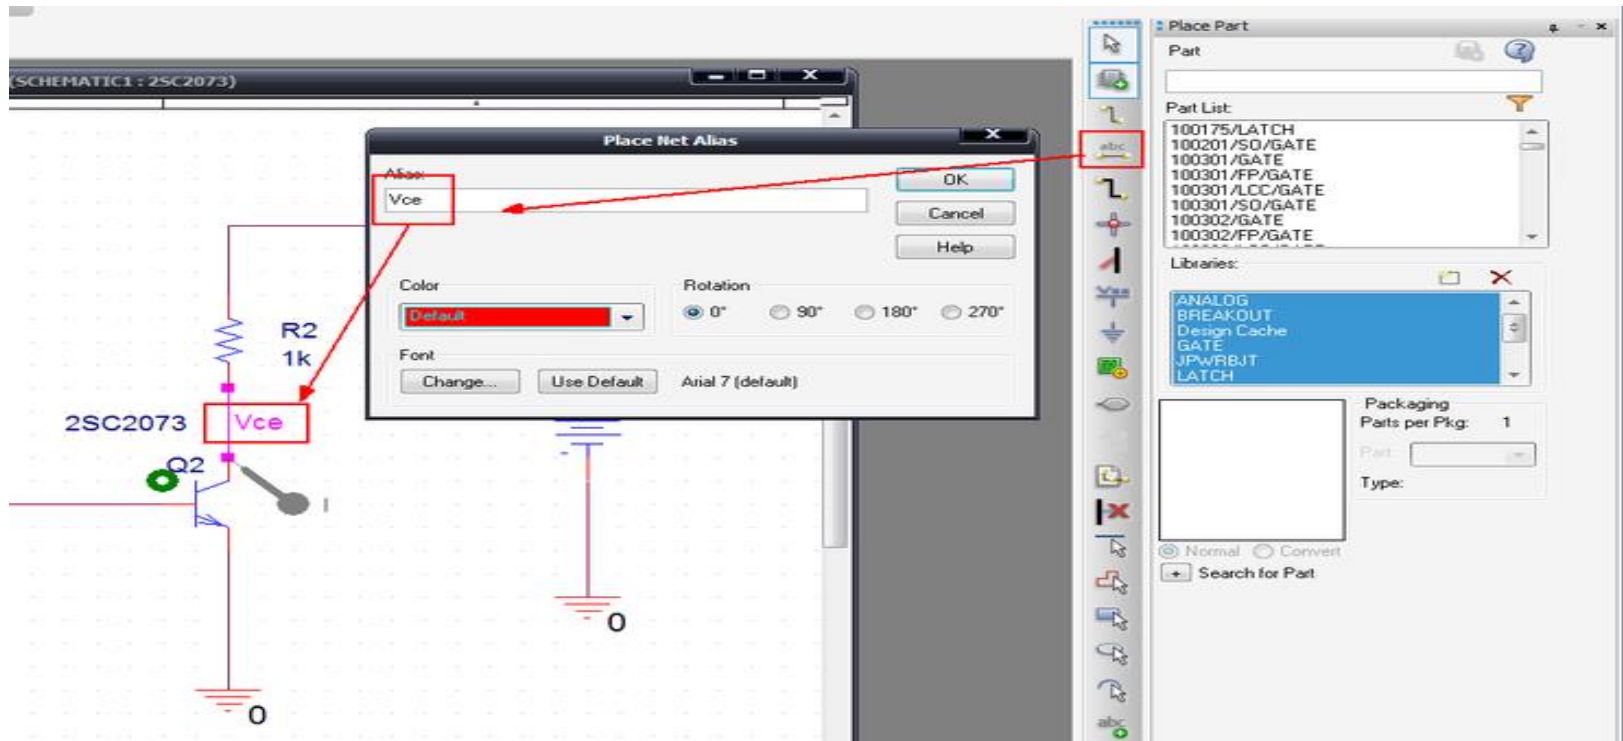 (SCHEMATIC1 : 2SC2073)
R2
1k
2SC2073
Vce
Q2
I
0
0
Place Net Alias
Alias:
Vce
OK
Cancel
Help
Color
Default
Rotation
0°
90°
180°
270°
Font
Change...
Use Default
Arial 7 (default)
abc
abc
Place Part
Part
Part List:
100175/LATCH
100201/SO/GATE
100301/GATE
100301/FP/GATE
100301/LCC/GATE
100301/SO/GATE
100302/GATE
100302/FP/GATE
Libraries:
ANALOG
BREAKOUT
Design Cache
GATE
JPWRBJT
LATCH
Packaging
Parts per Pkg: 1
Part:
Type:
Normal
Convert
Search for Part